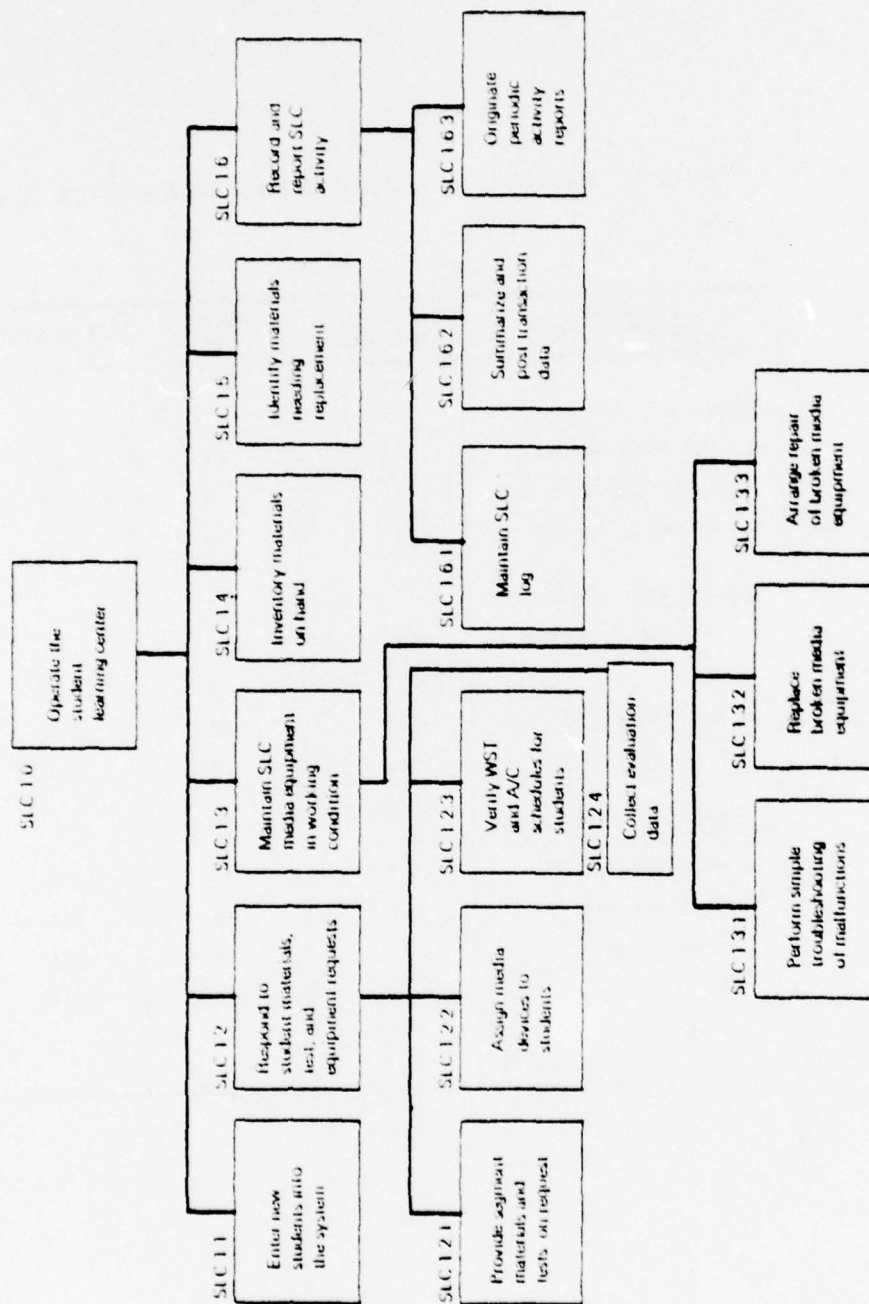 SLC 1 0
Operate the
student
learning center
SLC 1 1
Enter new
students into
the system
SLC 1 2
Respond to
student materials,
test, and
equipment requests
SLC 1 3
Maintain SLC
media equipment
in working
condition
SLC 1 4
Inventory materials
on hand
SLC 1 5
Identify materials
needing
replacement
SLC 1 6
Record and
report SLC
activity
SLC 1 2 1
Provide segment
materials and
tests on request
SLC 1 2 2
Assign media
devices to
students
SLC 1 2 3
Verify WST
and A/C
schedules for
students
SLC 1 2 4
Collect evaluation
data
SLC 1 6 1
Maintain SLC
log
SLC 1 6 2
Summarize and
post transaction
data
SLC 1 6 3
Originate
periodic
activity
reports
SLC 1 3 1
Perform simple
troubleshooting
of malfunctions
SLC 1 3 2
Replace
broken media
equipment
SLC 1 3 3
Arrange repair
of broken media
equipment